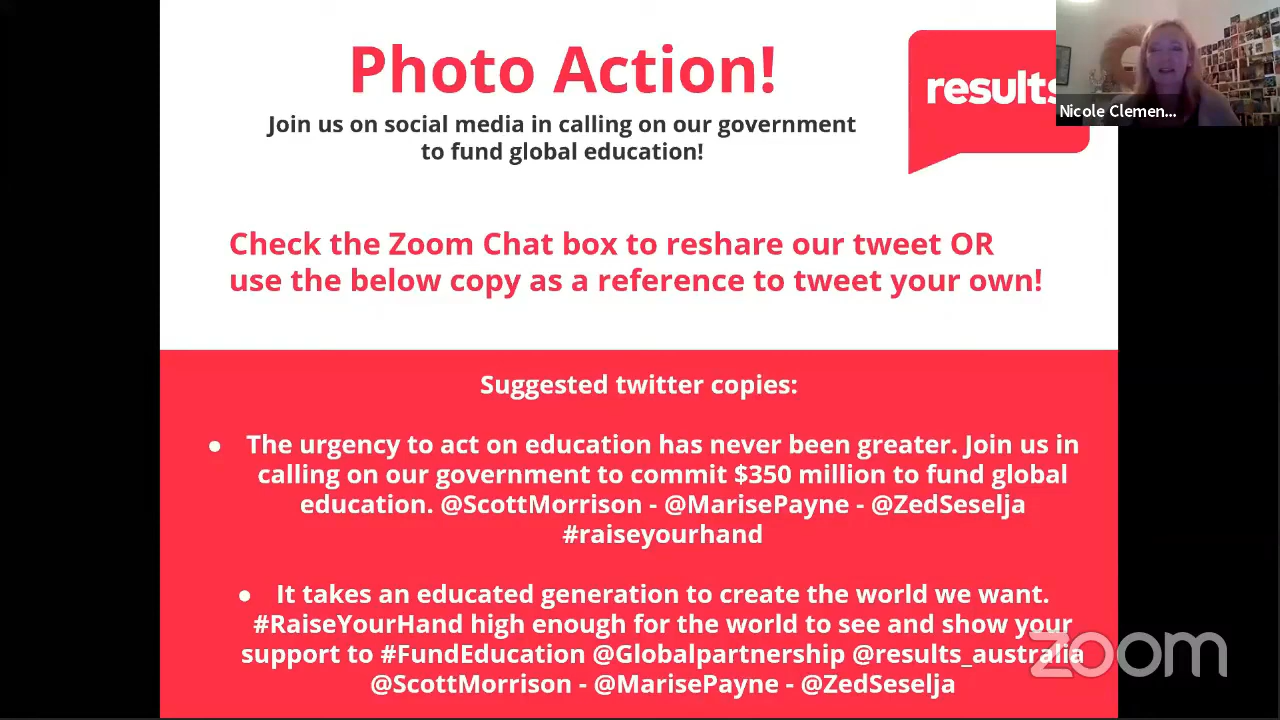 Photo Action!
Join us on social media in calling on our government
to fund global education!
results
Nicole Clemen...
Check the Zoom Chat box to reshare our tweet OR
use the below copy as a reference to tweet your own!
Suggested twitter copies:
● The urgency to act on education has never been greater. Join us in
calling on our government to commit $350 million to fund global
education. @ScottMorrison - @MarisePayne - @ZedSeselja
#raiseyourhand
● It takes an educated generation to create the world we want.
#RaiseYourHand high enough for the world to see and show your
support to #FundEducation @Globalpartnership @results_australia
@ScottMorrison - @MarisePayne - @ZedSeselja
zoom